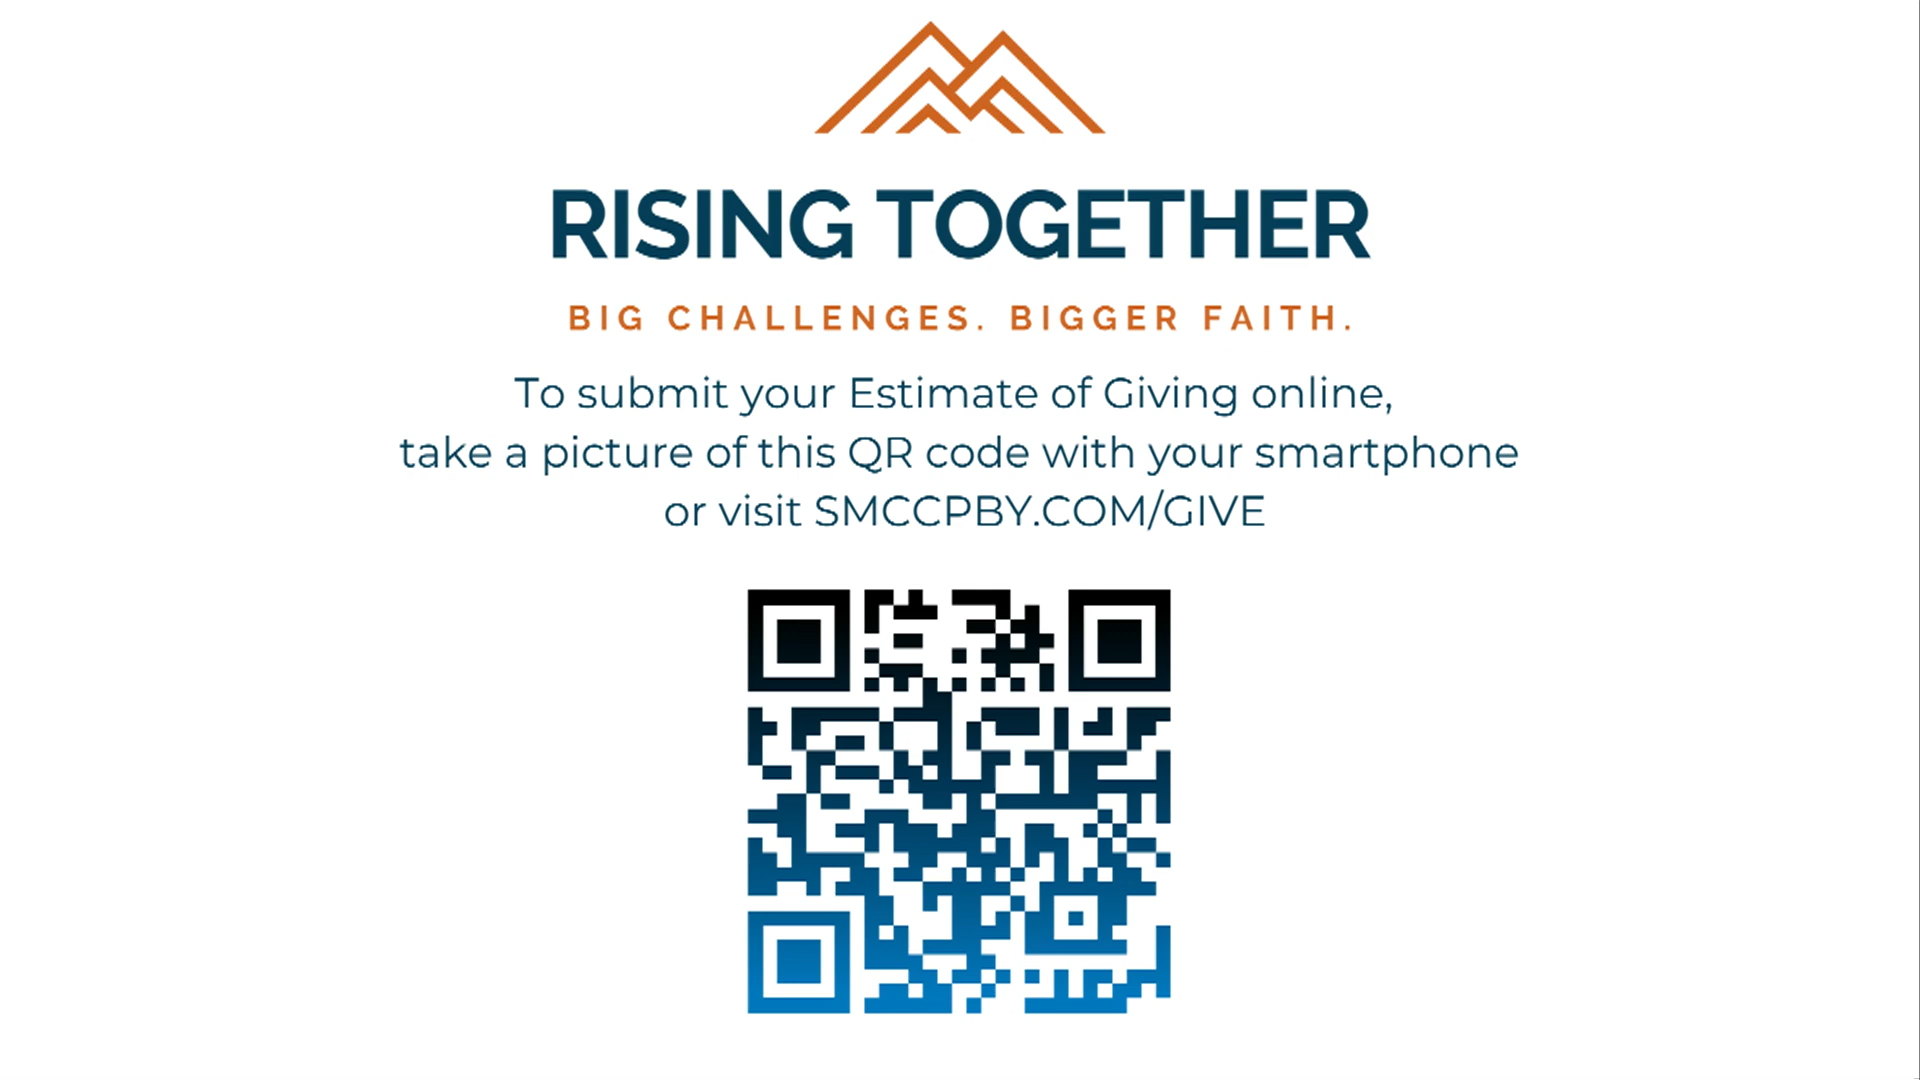 RISING TOGETHER
BIG CHALLENGES. BIGGER FAITH.
To submit your Estimate of Giving online,
take a picture of this QR code with your smartphone
or visit SMCCPBY.COM/GIVE